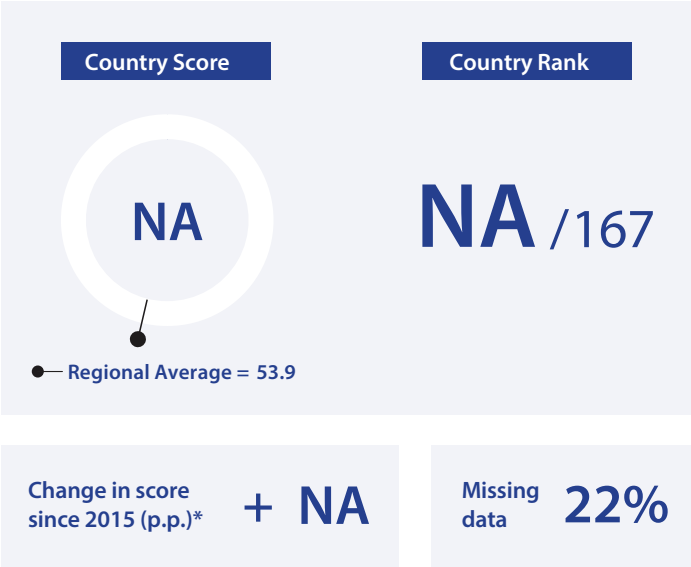 Country Score
Country Rank
NA
NA /167
Regional Average = 53.9
Change in score
since 2015 (p.p.)*
+ NA
Missing
data
22%